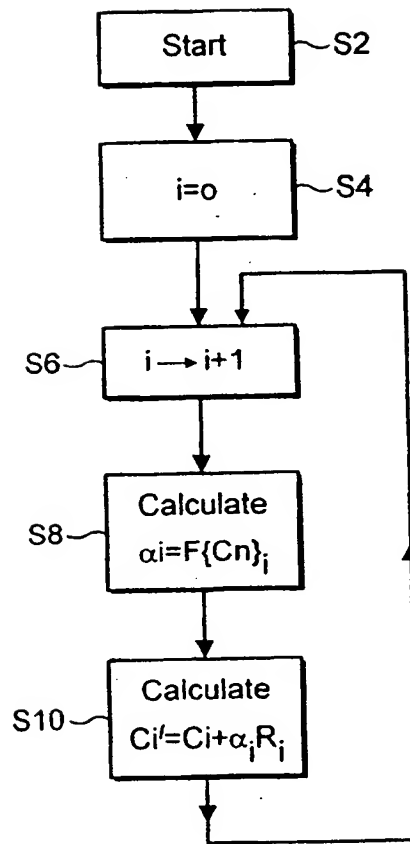 Start
S2
i=o
S4
S6
i → i+1
S8
Calculate
αi=F{Cn}i
S10
Calculate
Ci′=Ci+αiRi